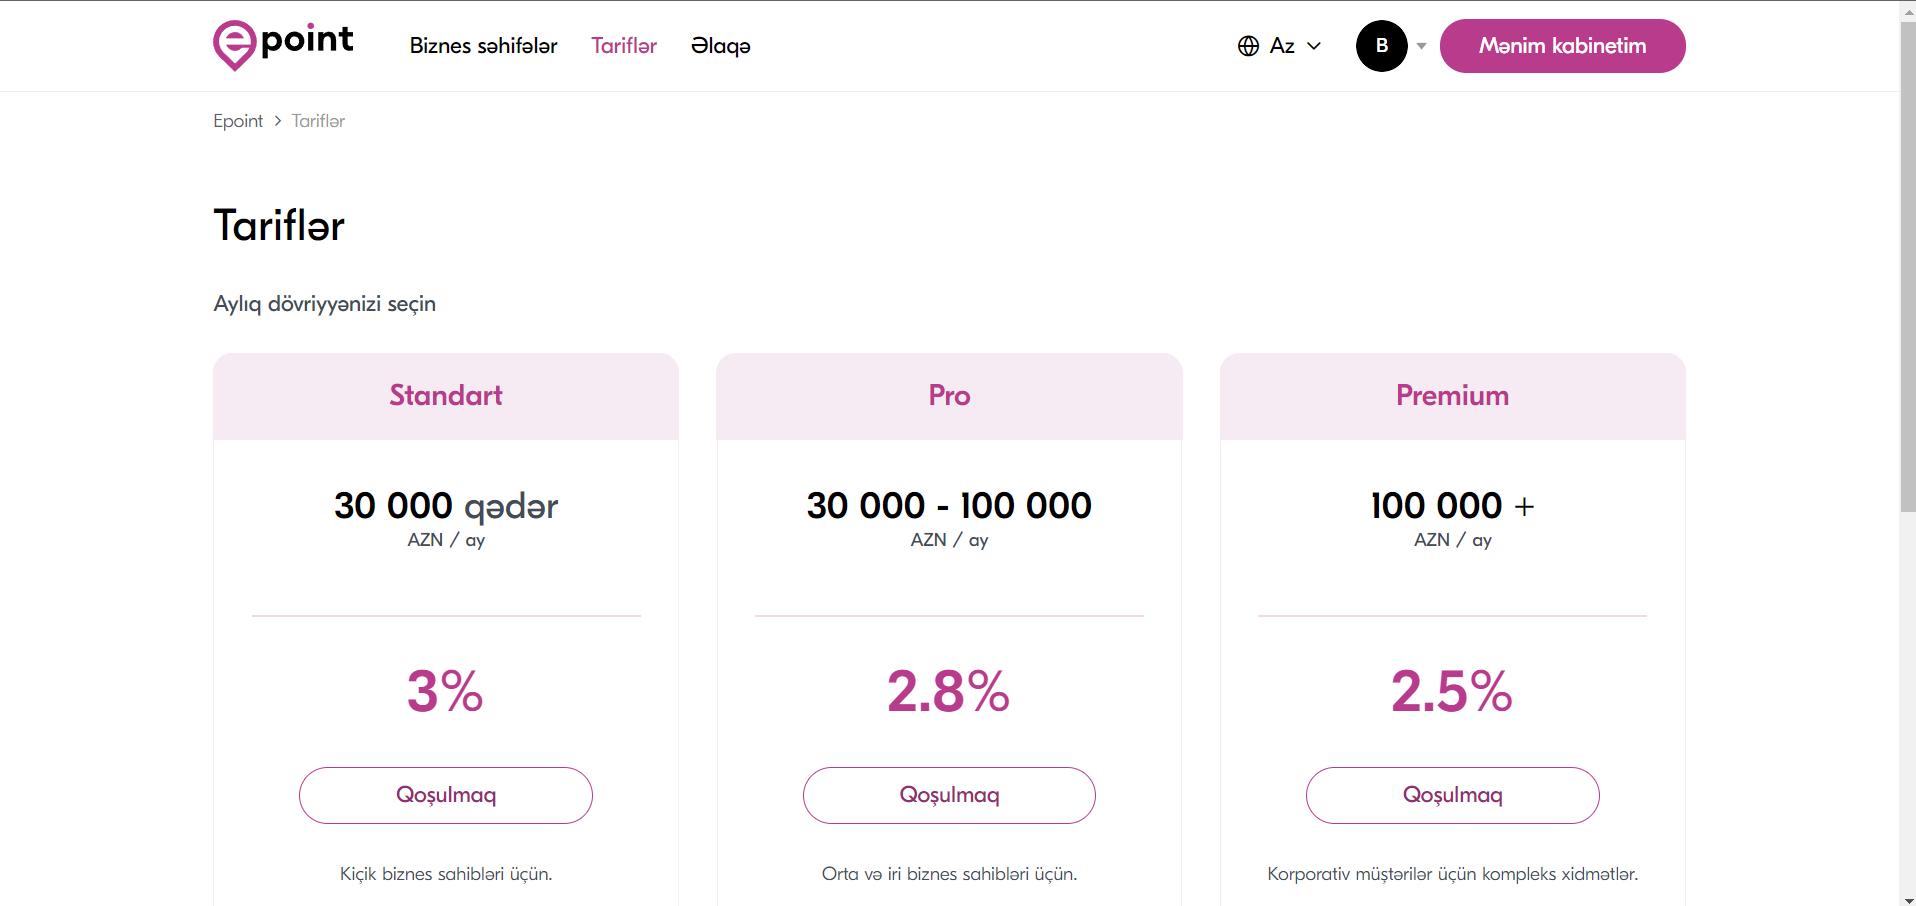 epoint Biznes səhifələr Tariflər Əlaqə Az B Mənim kabinetim
Epoint > Tariflər
Tariflər
Aylıq dövriyyənizi seçin
Standart
30 000 qədər
AZN / ay
3%
Qoşulmaq
Kiçik biznes sahibləri üçün.
Pro
30 000 - 100 000
AZN / ay
2.8%
Qoşulmaq
Orta və iri biznes sahibləri üçün.
Premium
100 000 +
AZN / ay
2.5%
Qoşulmaq
Korporativ müştərilər üçün kompleks xidmətlər.